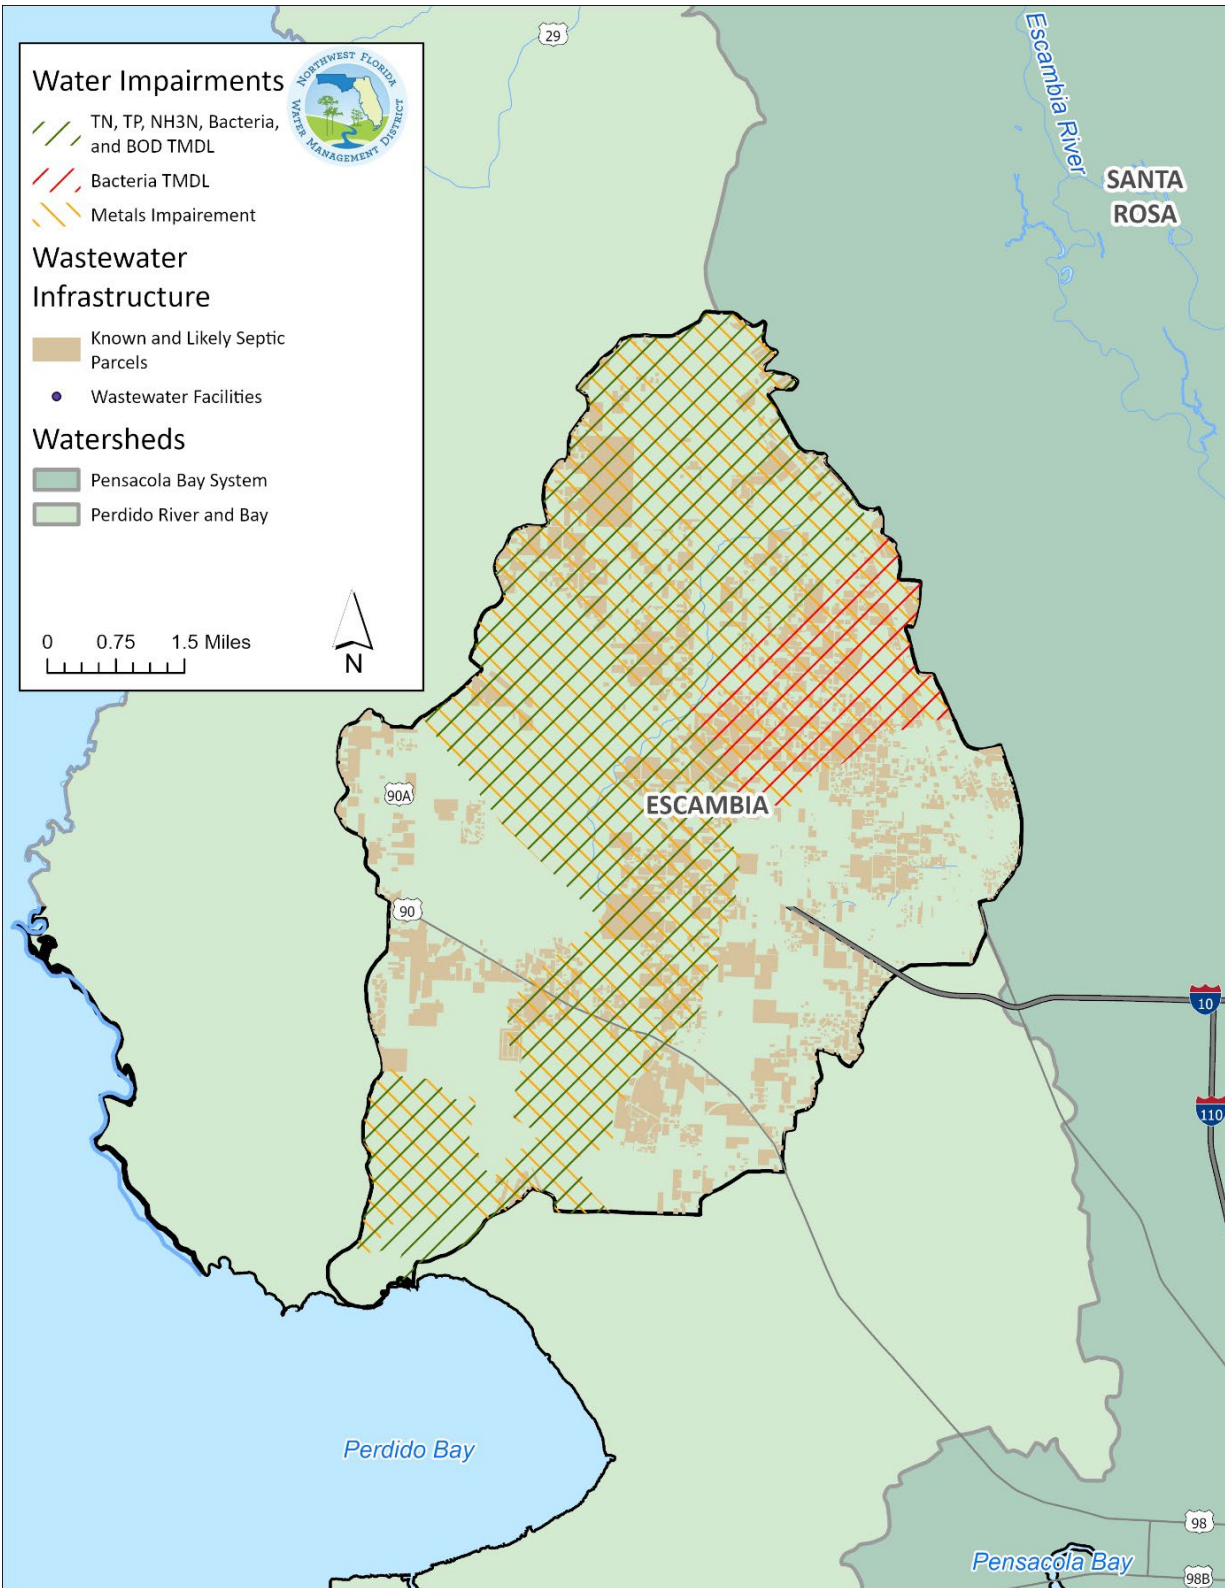 29
Escambia River
SANTA
ROSA
Water Impairments
NORTHWEST FLORIDA
WATER MANAGEMENT DISTRICT
TN, TP, NH3N, Bacteria,
and BOD TMDL
Bacteria TMDL
Metals Impairement
Wastewater
Infrastructure
Known and Likely Septic
Parcels
Wastewater Facilities
Watersheds
Pensacola Bay System
Perdido River and Bay
0 0.75 1.5 Miles
N
90A
ESCAMBIA
90
10
110
Perdido Bay
98
Pensacola Bay
98B